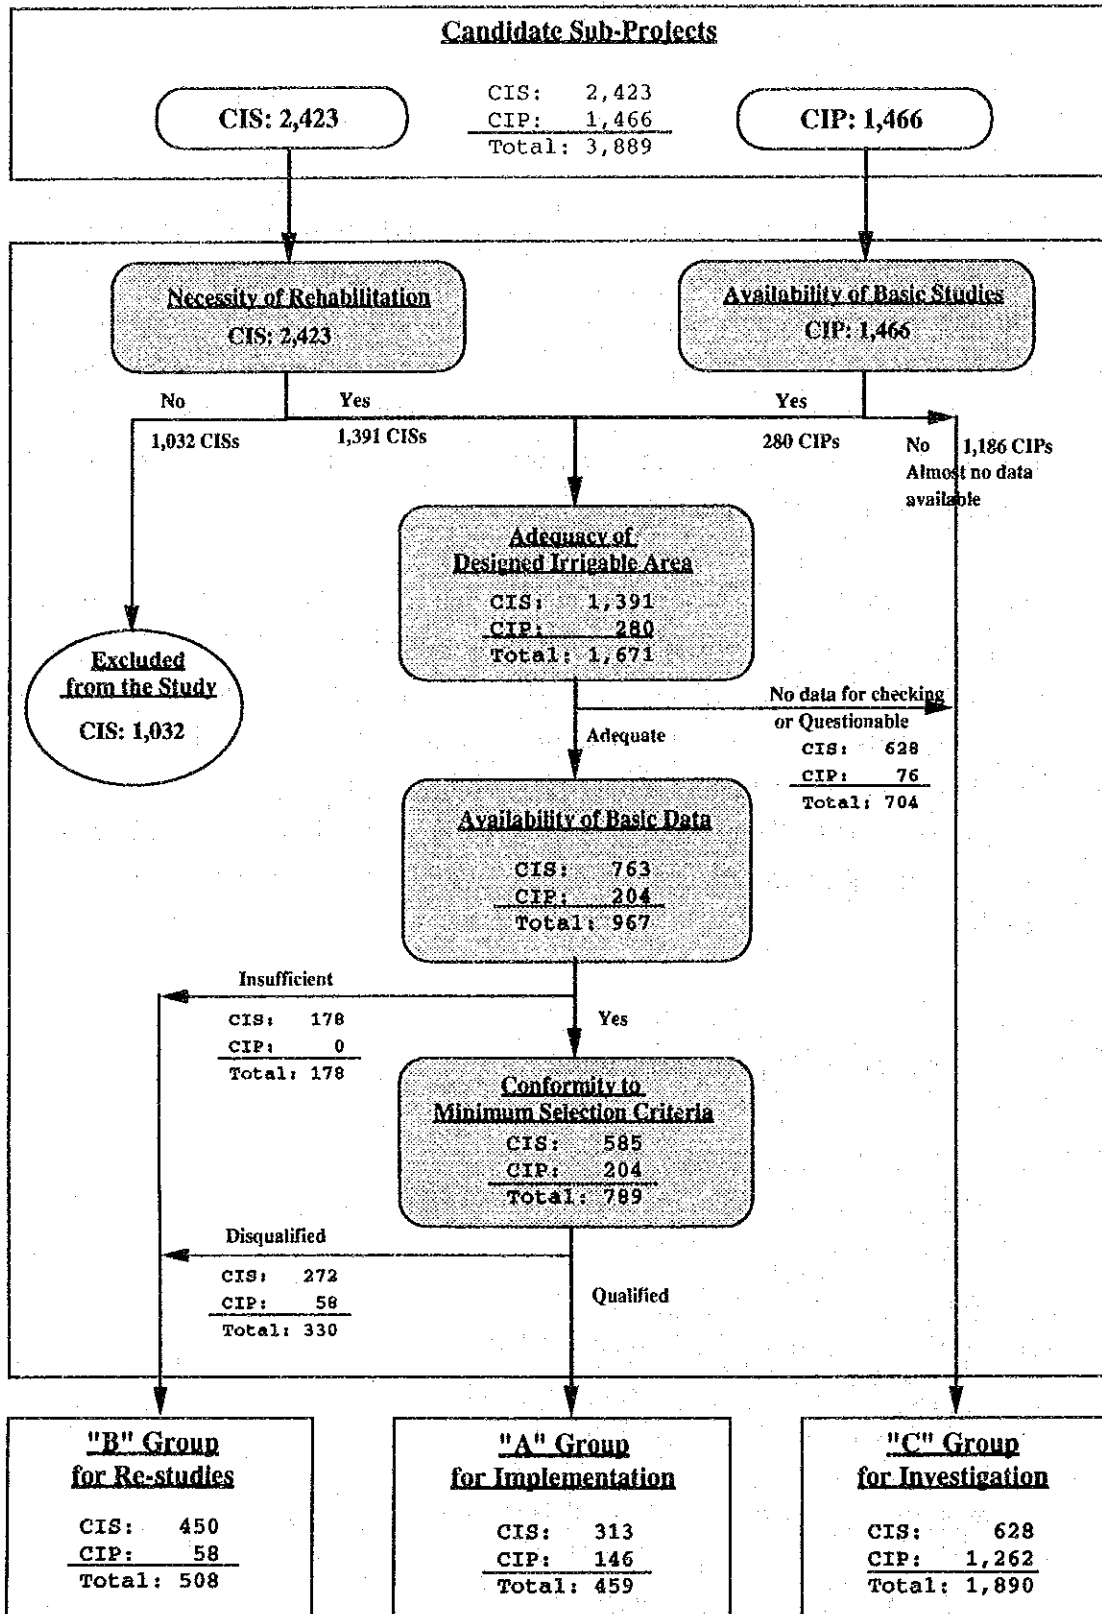 Candidate Sub-Projects
CIS: 2,423
CIS: 2,423
CIP: 1,466
Total: 3,889
CIP: 1,466
Necessity of Rehabilitation
CIS: 2,423
Availability of Basic Studies
CIP: 1,466
No
1,032 CISs
Yes
1,391 CISs
Yes
280 CIPs
No 1,186 CIPs
Almost no data
available
Adequacy of
Designed Irrigable Area
CIS: 1,391
CIP: 280
Total: 1,671
Excluded
from the Study
CIS: 1,032
No data for checking
or Questionable
CIS: 628
CIP: 76
Total: 704
Adequate
Availability of Basic Data
CIS: 763
CIP: 204
Total: 967
Insufficient
CIS: 178
CIP: 0
Total: 178
Yes
Conformity to
Minimum Selection Criteria
CIS: 585
CIP: 204
Total: 789
Disqualified
CIS: 272
CIP: 58
Total: 330
Qualified
"B" Group
for Re-studies
CIS: 450
CIP: 58
Total: 508
"A" Group
for Implementation
CIS: 313
CIP: 146
Total: 459
"C" Group
for Investigation
CIS: 628
CIP: 1,262
Total: 1,890